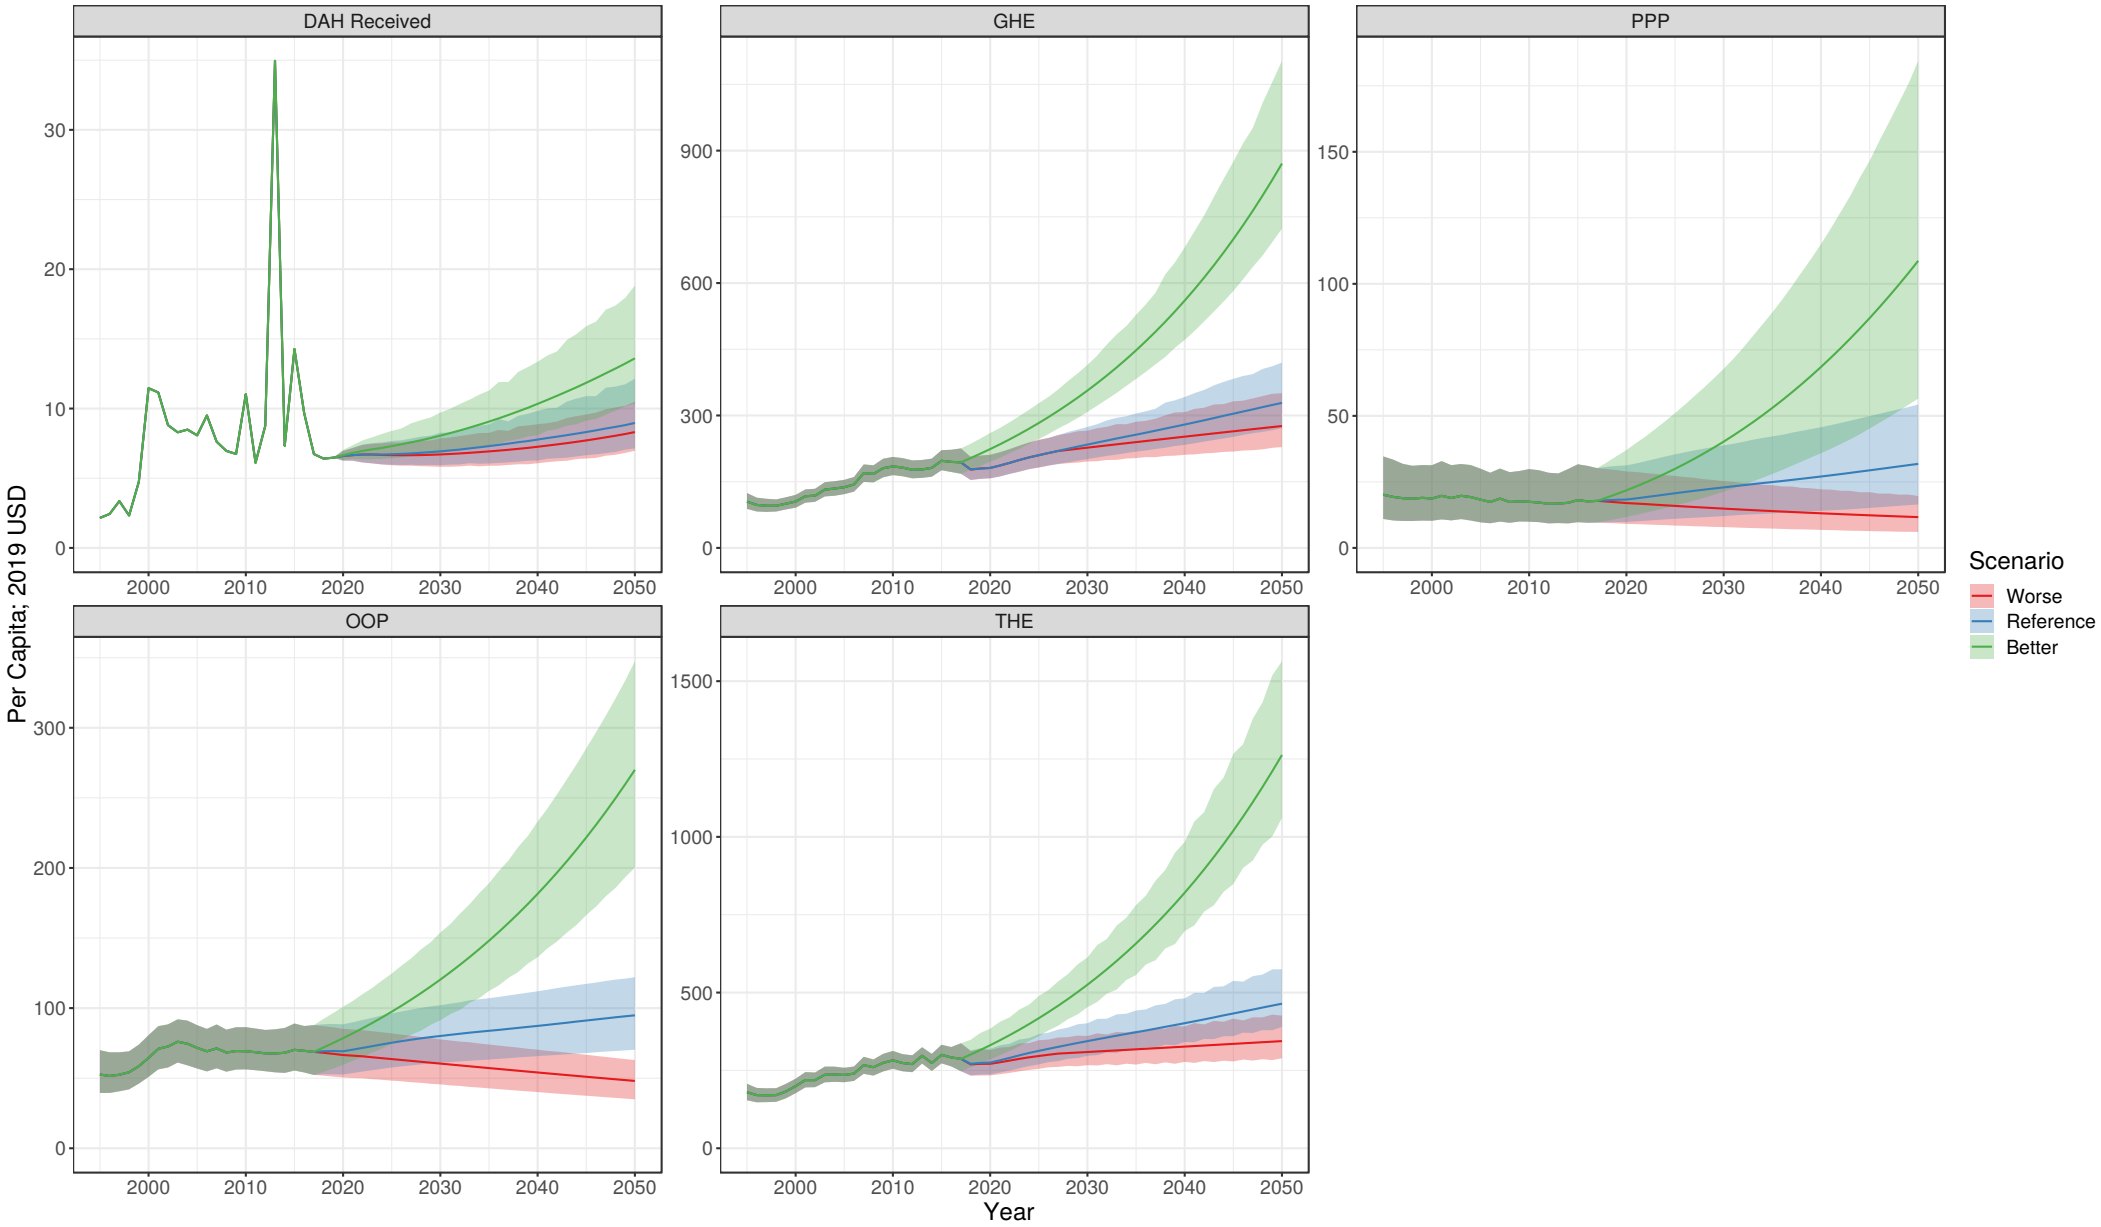 DAH Received
GHE
PPP
30
20
10
0
900
600
300
0
150
100
50
0
2000 2010 2020 2030 2040 2050
2000 2010 2020 2030 2040 2050
2000 2010 2020 2030 2040 2050
OOP
THE
300
200
100
0
1500
1000
500
0
2000 2010 2020 2030 2040 2050
2000 2010 2020 2030 2040 2050
Per Capita; 2019 USD
Year
Scenario
Worse
Reference
Better